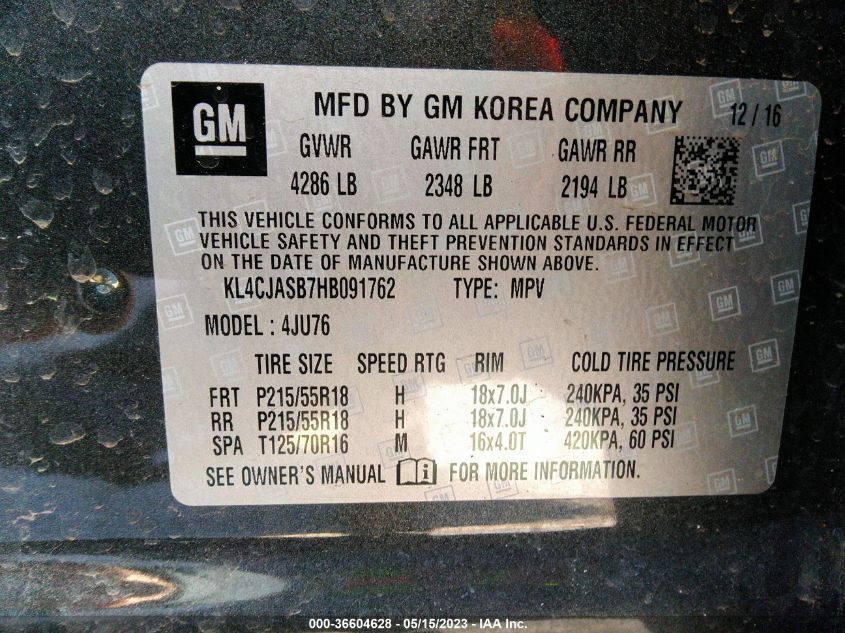 GM
MFD BY GM KOREA COMPANY 12 / 16
GVWR GAWR FRT GAWR RR
4286 LB 2348 LB 2194 LB
THIS VEHICLE CONFORMS TO ALL APPLICABLE U.S. FEDERAL MOTOR
VEHICLE SAFETY AND THEFT PREVENTION STANDARDS IN EFFECT
ON THE DATE OF MANUFACTURE SHOWN ABOVE.
KL4CJASB7HB091762 TYPE: MPV
MODEL : 4JU76
TIRE SIZE SPEED RTG RIM COLD TIRE PRESSURE
FRT P215/55R18 H 18x7.0J 240KPA, 35 PSI
RR P215/55R18 H 18x7.0J 240KPA, 35 PSI
SPA T125/70R16 M 16x4.0T 420KPA, 60 PSI
SEE OWNER'S MANUAL i FOR MORE INFORMATION.
000-36604628 - 05/15/2023 - IAA Inc.